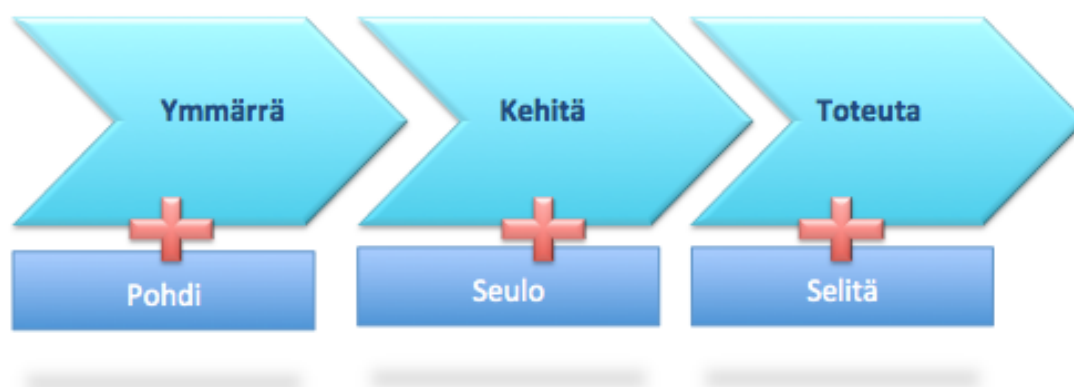 Ymmärrä
Kehitä
Toteuta
Pohdi
Seulo
Selitä